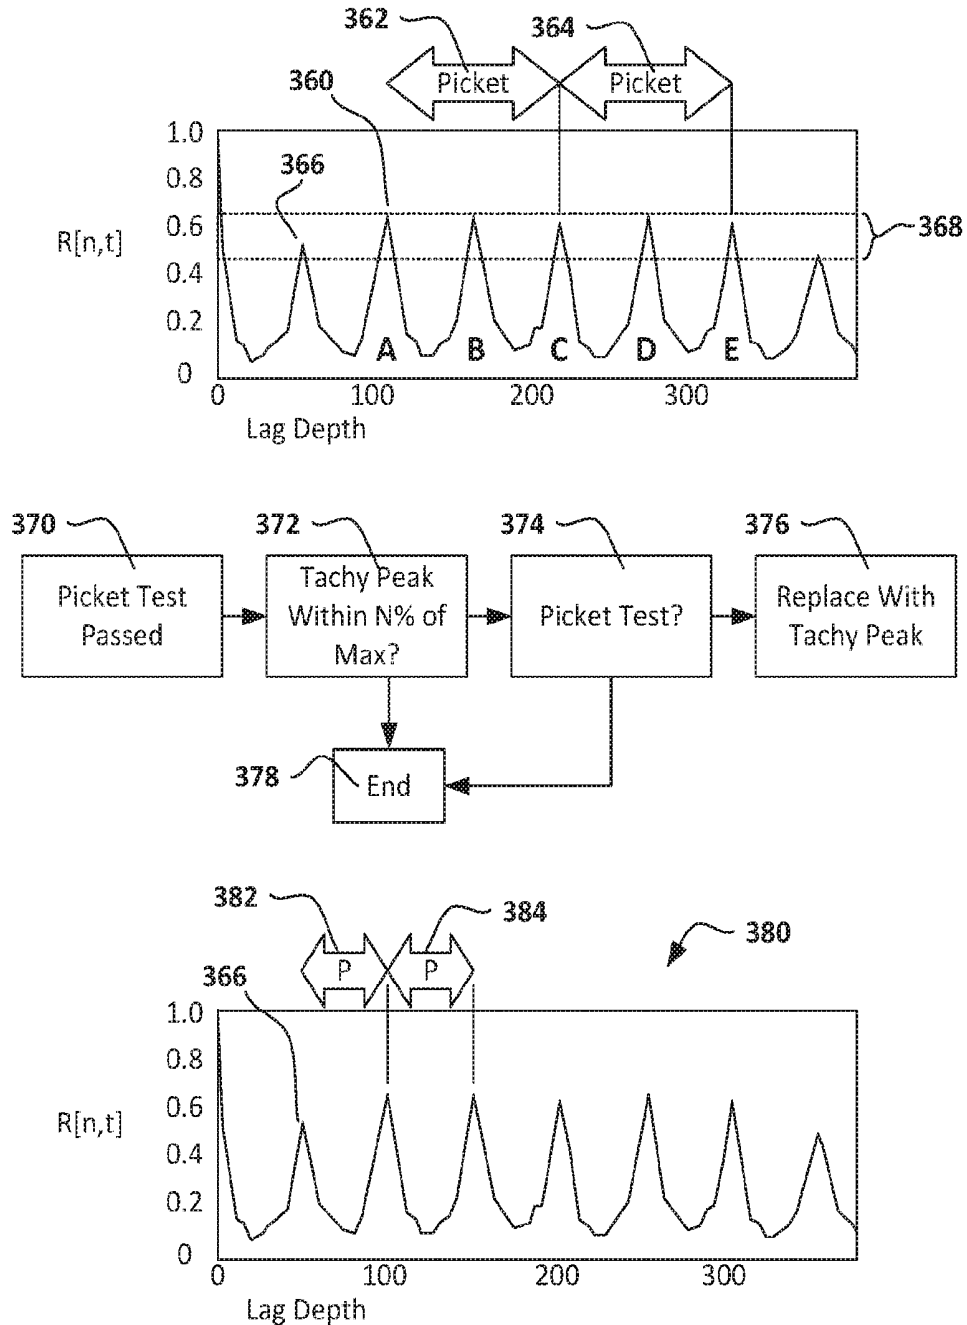 362
364
Picket
Picket
360
366
1.0
0.8
0.6
0.4
0.2
0
R[n,t]
368
A B C D E
0 100 200 300
Lag Depth
370
372
374
376
Picket Test
Passed
Tachy Peak
Within N% of
Max?
Picket Test?
Replace With
Tachy Peak
378
End
382
384
380
P
P
366
1.0
0.8
0.6
0.4
0.2
0
R[n,t]
0 100 200 300
Lag Depth